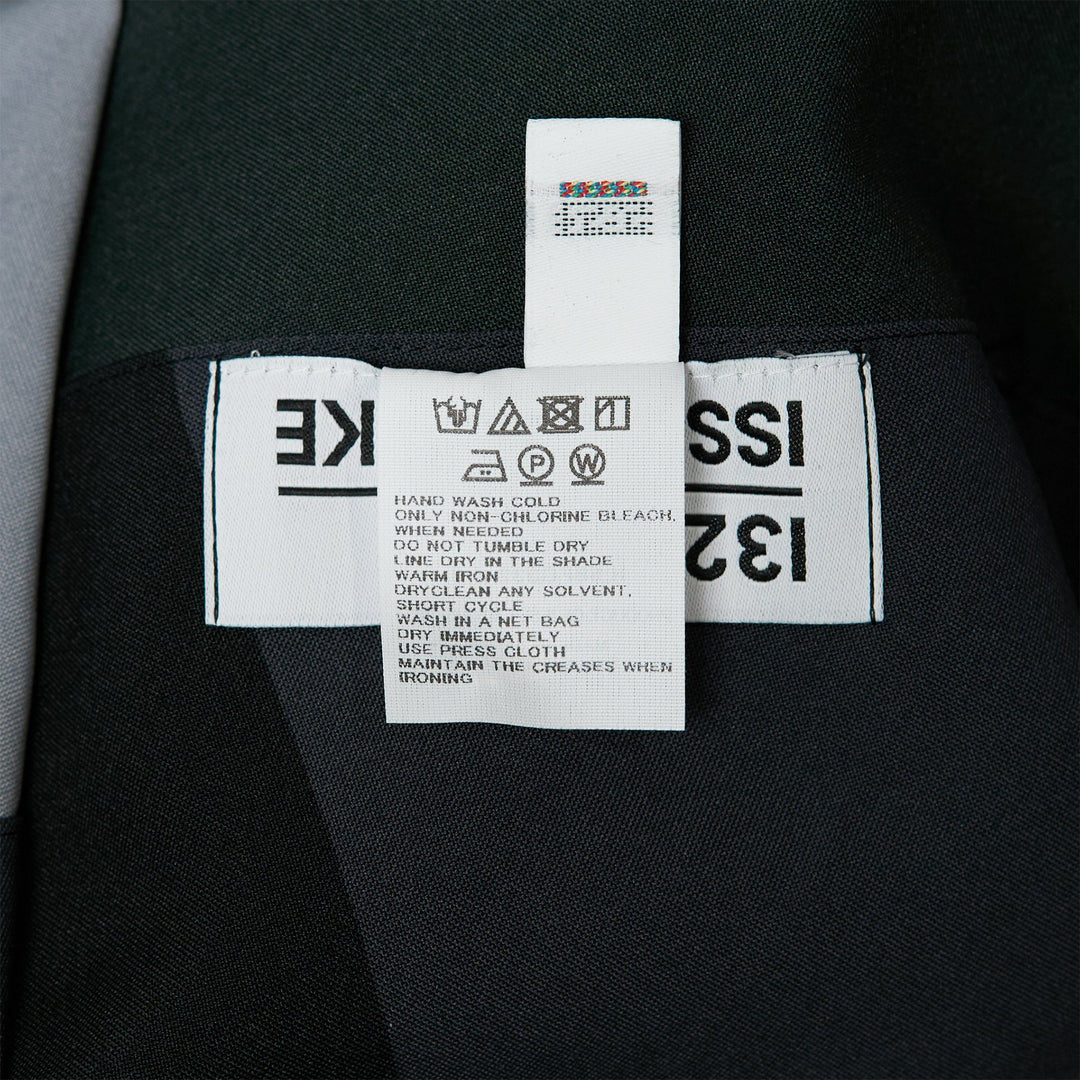 HAND WASH COLD
ONLY NON-CHLORINE BLEACH,
WHEN NEEDED
DO NOT TUMBLE DRY
LINE DRY IN THE SHADE
WARM IRON
DRYCLEAN ANY SOLVENT,
SHORT CYCLE
WASH IN A NET BAG
DRY IMMEDIATELY
USE PRESS CLOTH
MAINTAIN THE CREASES WHEN
IRONING
P W
132
ISS KE